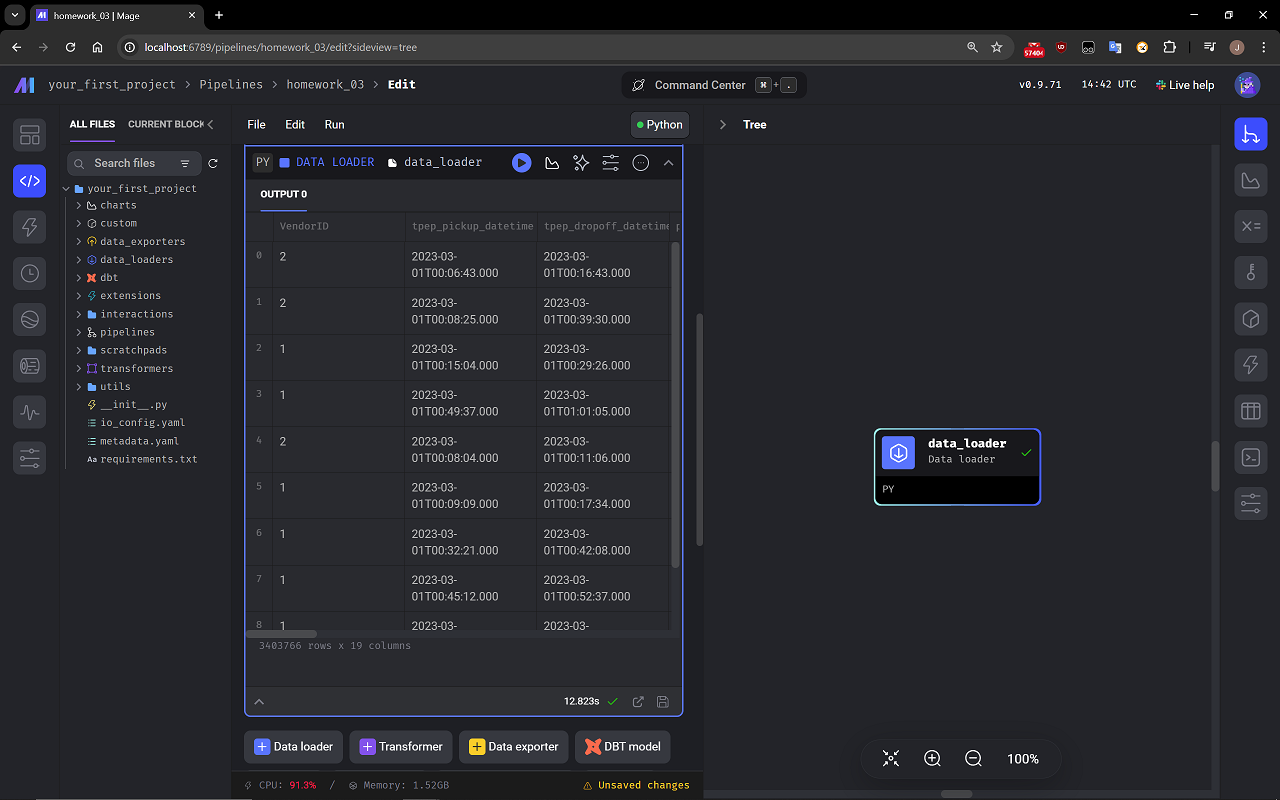 homework_03 | Mage
localhost:6789/pipelines/homework_03/edit?sideview=tree
57404
J
your_first_project > Pipelines > homework_03 > Edit
Command Center ⌘ + .
v0.9.71 14:42 UTC Live help
ALL FILES CURRENT BLOCK
Search files
your_first_project
charts
custom
data_exporters
data_loaders
dbt
extensions
interactions
pipelines
scratchpads
transformers
utils
__init__.py
io_config.yaml
metadata.yaml
Aa requirements.txt
File Edit Run Python
PY DATA LOADER data_loader
OUTPUT 0
VendorID tpep_pickup_datetime tpep_dropoff_datetime p
0 2 2023-03-01T00:06:43.000 2023-03-01T00:16:43.000
1 2 2023-03-01T00:08:25.000 2023-03-01T00:39:30.000
2 1 2023-03-01T00:15:04.000 2023-03-01T00:29:26.000
3 1 2023-03-01T00:49:37.000 2023-03-01T01:01:05.000
4 2 2023-03-01T00:08:04.000 2023-03-01T00:11:06.000
5 1 2023-03-01T00:09:09.000 2023-03-01T00:17:34.000
6 1 2023-03-01T00:32:21.000 2023-03-01T00:42:08.000
7 1 2023-03-01T00:45:12.000 2023-03-01T00:52:37.000
8 1 2023-03- 2023-03-
3403766 rows x 19 columns
12.823s
Data loader Transformer Data exporter DBT model
CPU: 91.3% / Memory: 1.52GB Unsaved changes
Tree
data_loader
Data loader
PY
100%